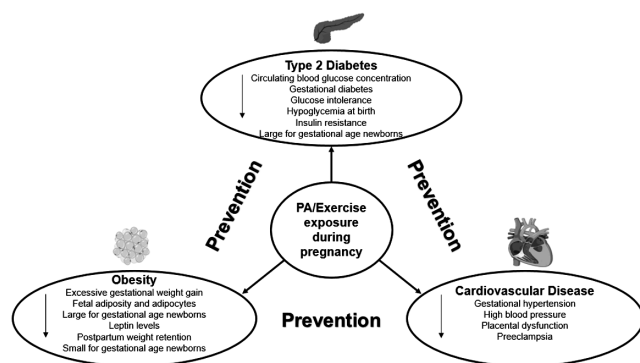 Type 2 Diabetes
Circulating blood glucose concentration
Gestational diabetes
Glucose intolerance
Hypoglycemia at birth
Insulin resistance
Large for gestational age newborns
Prevention
Prevention
PA/Exercise
exposure
during
pregnancy
Obesity
Excessive gestational weight gain
Fetal adiposity and adipocytes
Large for gestational age newborns
Leptin levels
Postpartum weight retention
Small for gestational age newborns
Prevention
Cardiovascular Disease
Gestational hypertension
High blood pressure
Placental dysfunction
Preeclampsia